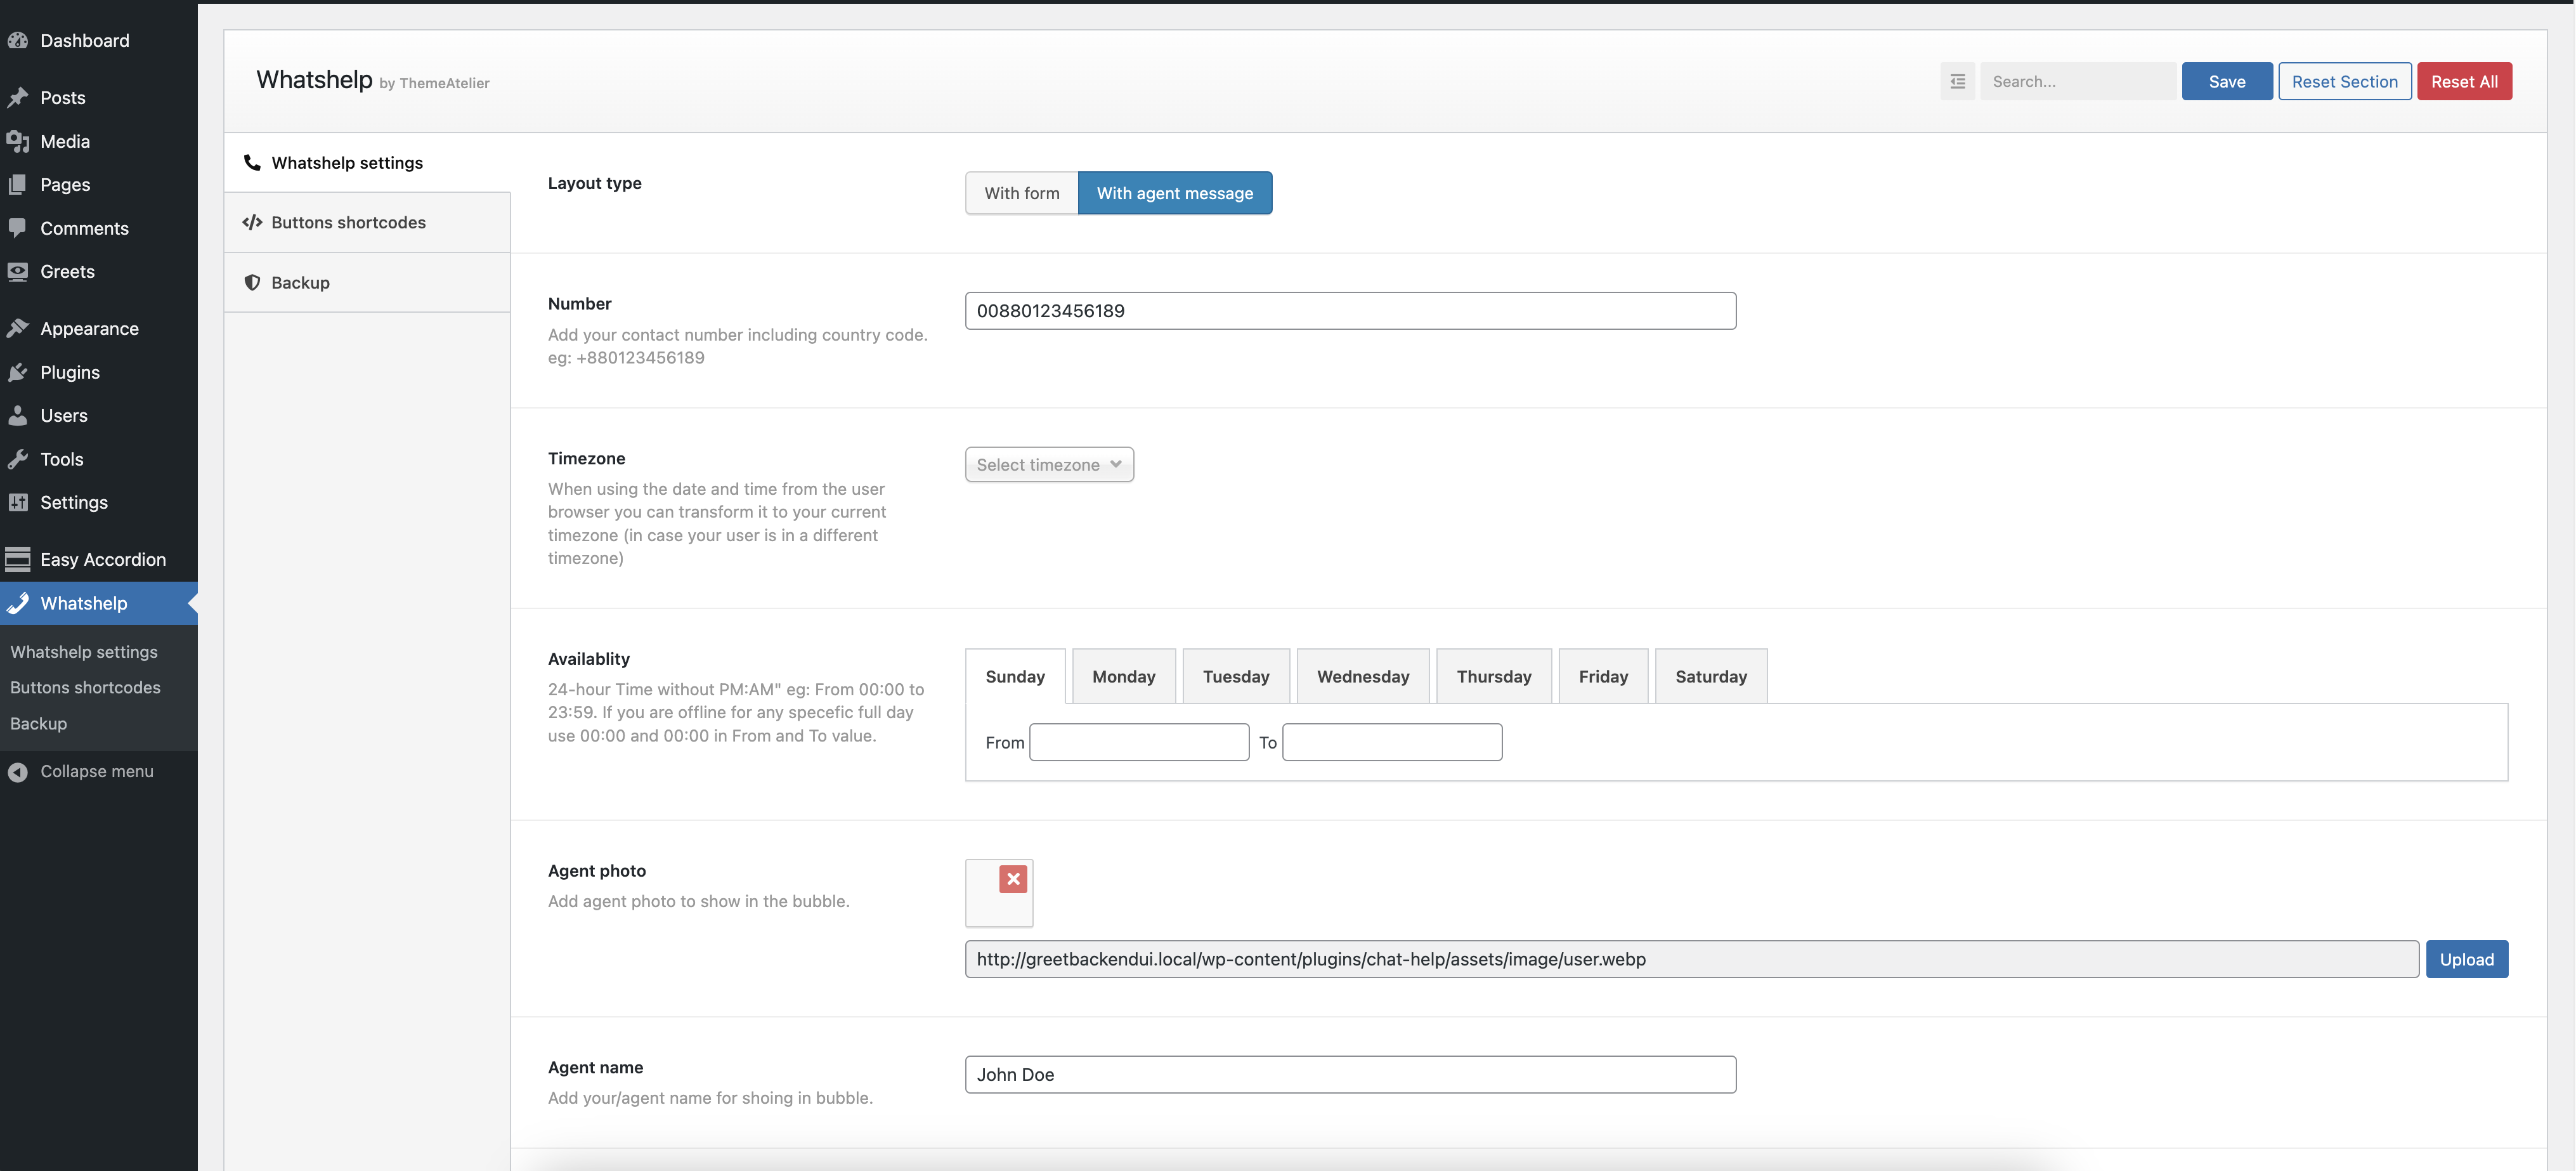 Dashboard
Posts
Media
Pages
Comments
Greets
Appearance
Plugins
Users
Tools
Settings
Easy Accordion
Whatshelp
Whatshelp settings
Buttons shortcodes
Backup
Collapse menu
Whatshelp by ThemeAtelier
Search...
Save
Reset Section
Reset All
Whatshelp settings
Buttons shortcodes
Backup
Layout type
With form
With agent message
Number
Add your contact number including country code.
eg: +880123456189
00880123456189
Timezone
When using the date and time from the user
browser you can transform it to your current
timezone (in case your user is in a different
timezone)
Select timezone
Availablity
24-hour Time without PM:AM" eg: From 00:00 to
23:59. If you are offline for any specefic full day
use 00:00 and 00:00 in From and To value.
Sunday
Monday
Tuesday
Wednesday
Thursday
Friday
Saturday
From
To
Agent photo
Add agent photo to show in the bubble.
http://greetbackendui.local/wp-content/plugins/chat-help/assets/image/user.webp
Upload
Agent name
Add your/agent name for shoing in bubble.
John Doe